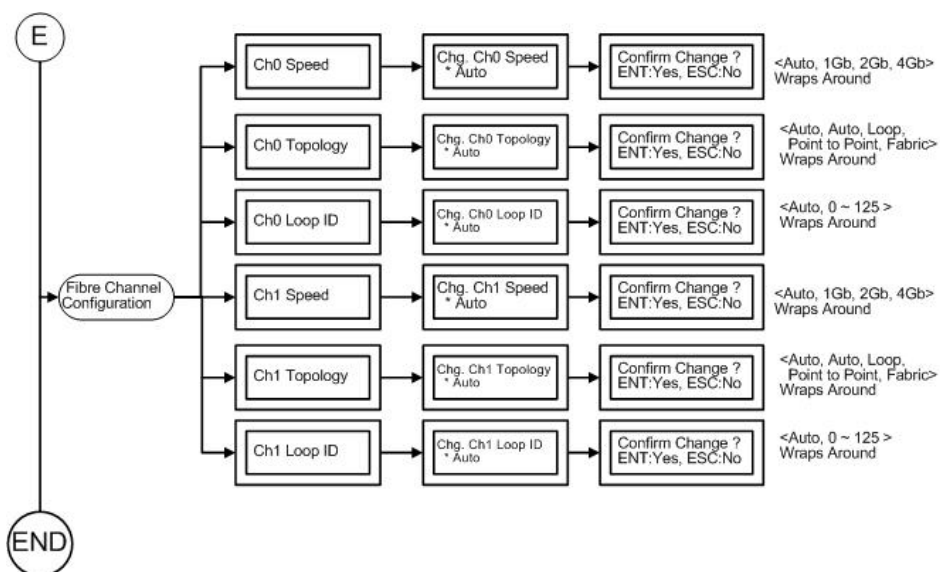 E
Ch0 Speed
Chg. Ch0 Speed
* Auto
Confirm Change ?
ENT:Yes, ESC:No
<Auto, 1Gb, 2Gb, 4Gb>
Wraps Around
Ch0 Topology
Chg. Ch0 Topology
* Auto
Confirm Change ?
ENT:Yes, ESC:No
<Auto, Auto, Loop,
Point to Point, Fabric>
Wraps Around
Ch0 Loop ID
Chg. Ch0 Loop ID
* Auto
Confirm Change ?
ENT:Yes, ESC:No
<Auto, 0 ~ 125 >
Wraps Around
Fibre Channel
Configuration
Ch1 Speed
Chg. Ch1 Speed
* Auto
Confirm Change ?
ENT:Yes, ESC:No
<Auto, 1Gb, 2Gb, 4Gb>
Wraps Around
Ch1 Topology
Chg. Ch1 Topology
* Auto
Confirm Change ?
ENT:Yes, ESC:No
<Auto, Auto, Loop,
Point to Point, Fabric>
Wraps Around
Ch1 Loop ID
Chg. Ch1 Loop ID
* Auto
Confirm Change ?
ENT:Yes, ESC:No
<Auto, 0 ~ 125 >
Wraps Around
END